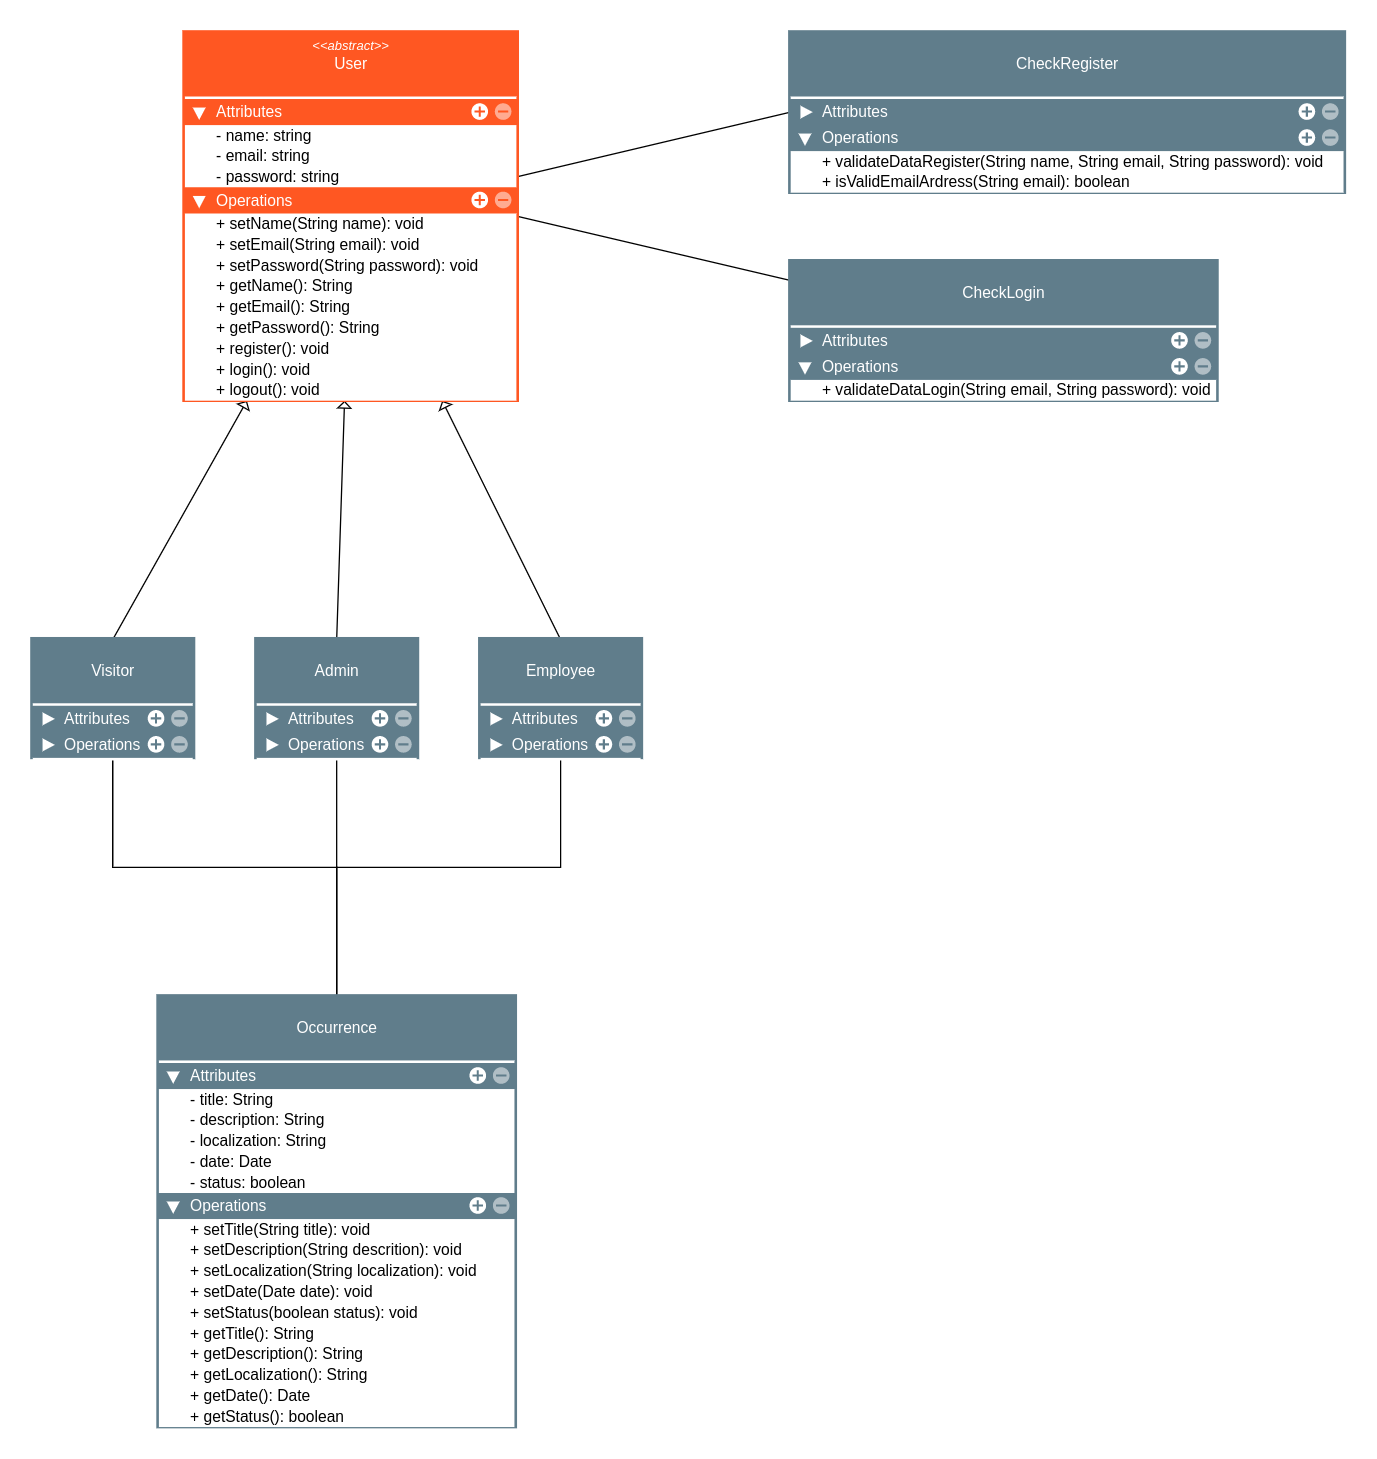 <<abstract>>
User
Attributes
- name: string
- email: string
- password: string
Operations
+ setName(String name): void
+ setEmail(String email): void
+ setPassword(String password): void
+ getName(): String
+ getEmail(): String
+ getPassword(): String
+ register(): void
+ login(): void
+ logout(): void
CheckRegister
Attributes
Operations
+ validateDataRegister(String name, String email, String password): void
+ isValidEmailArdress(String email): boolean
CheckLogin
Attributes
Operations
+ validateDataLogin(String email, String password): void
Visitor
Attributes
Operations
Admin
Attributes
Operations
Employee
Attributes
Operations
Occurrence
Attributes
- title: String
- description: String
- localization: String
- date: Date
- status: boolean
Operations
+ setTitle(String title): void
+ setDescription(String descrition): void
+ setLocalization(String localization): void
+ setDate(Date date): void
+ setStatus(boolean status): void
+ getTitle(): String
+ getDescription(): String
+ getLocalization(): String
+ getDate(): Date
+ getStatus(): boolean